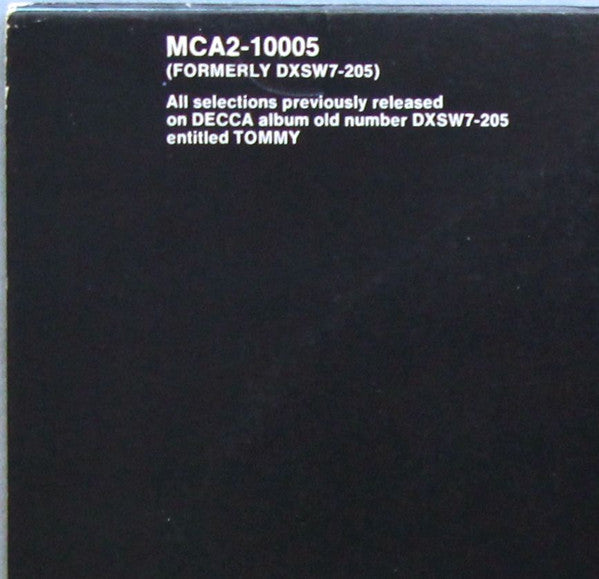 MCA2-10005
(FORMERLY DXSW7-205)
All selections previously released
on DECCA album old number DXSW7-205
entitled TOMMY